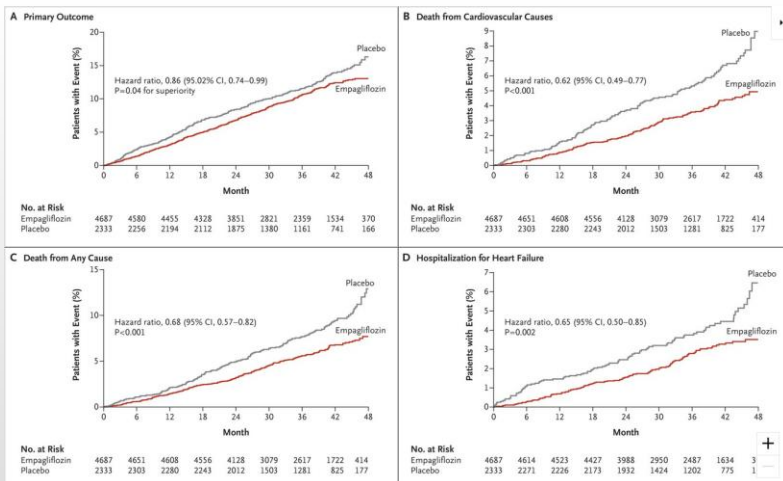 A Primary Outcome
Patients with Event (%)
20
15
10
5
0
Hazard ratio, 0.86 (95.02% CI, 0.74–0.99)
P=0.04 for superiority
Placebo
Empagliflozin
0 6 12 18 24 30 36 42 48
Month
No. at Risk
Empagliflozin 4687 4580 4455 4328 3851 2821 2359 1534 370
Placebo 2333 2256 2194 2112 1875 1380 1161 741 166
B Death from Cardiovascular Causes
Patients with Event (%)
9
8
7
6
5
4
3
2
1
0
Hazard ratio, 0.62 (95% CI, 0.49–0.77)
P<0.001
Placebo
Empagliflozin
0 6 12 18 24 30 36 42 48
Month
No. at Risk
Empagliflozin 4687 4651 4608 4556 4128 3079 2617 1722 414
Placebo 2333 2303 2280 2243 2012 1503 1281 825 177
C Death from Any Cause
Patients with Event (%)
15
10
5
0
Hazard ratio, 0.68 (95% CI, 0.57–0.82)
P<0.001
Placebo
Empagliflozin
0 6 12 18 24 30 36 42 48
Month
No. at Risk
Empagliflozin 4687 4651 4608 4556 4128 3079 2617 1722 414
Placebo 2333 2303 2280 2243 2012 1503 1281 825 177
D Hospitalization for Heart Failure
Patients with Event (%)
7
6
5
4
3
2
1
0
Hazard ratio, 0.65 (95% CI, 0.50–0.85)
P=0.002
Placebo
Empagliflozin
0 6 12 18 24 30 36 42 48
Month
No. at Risk
Empagliflozin 4687 4614 4523 4427 3988 2950 2487 1634
Placebo 2333 2271 2226 2173 1932 1424 1202 775